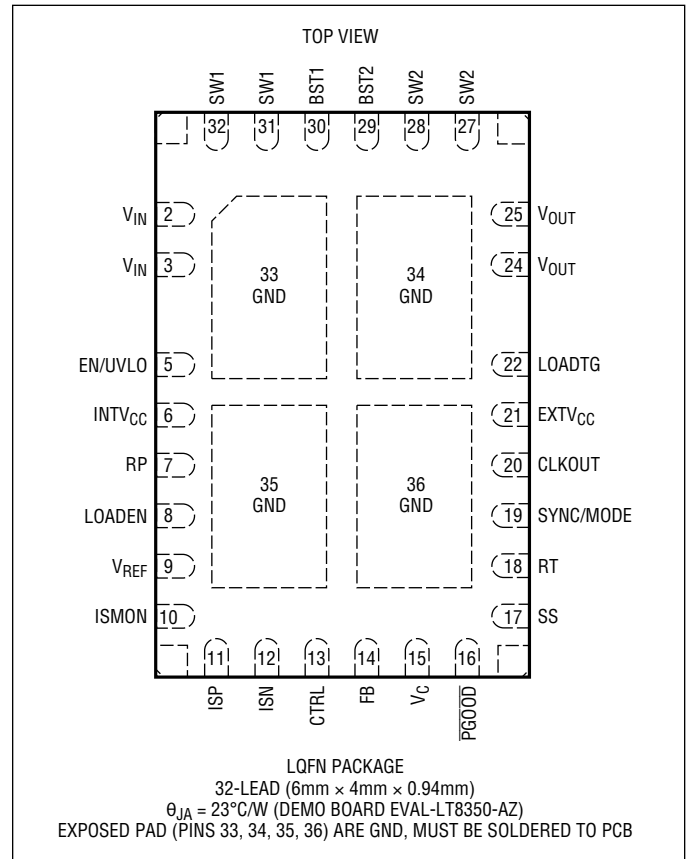 TOP VIEW
SW1 SW1 BST1 BST2 SW2 SW2
32 31 30 29 28 27
VIN 2
25 VOUT
VIN 3
24 VOUT
33
GND
34
GND
EN/UVLO 5
22 LOADTG
INTVCC 6
21 EXTVCC
RP 7
20 CLKOUT
35
GND
36
GND
LOADEN 8
19 SYNC/MODE
VREF 9
18 RT
ISMON 10
17 SS
11 12 13 14 15 16
ISP ISN CTRL FB VC PGOOD
LQFN PACKAGE
32-LEAD (6mm × 4mm × 0.94mm)
θJA = 23°C/W (DEMO BOARD EVAL-LT8350-AZ)
EXPOSED PAD (PINS 33, 34, 35, 36) ARE GND, MUST BE SOLDERED TO PCB